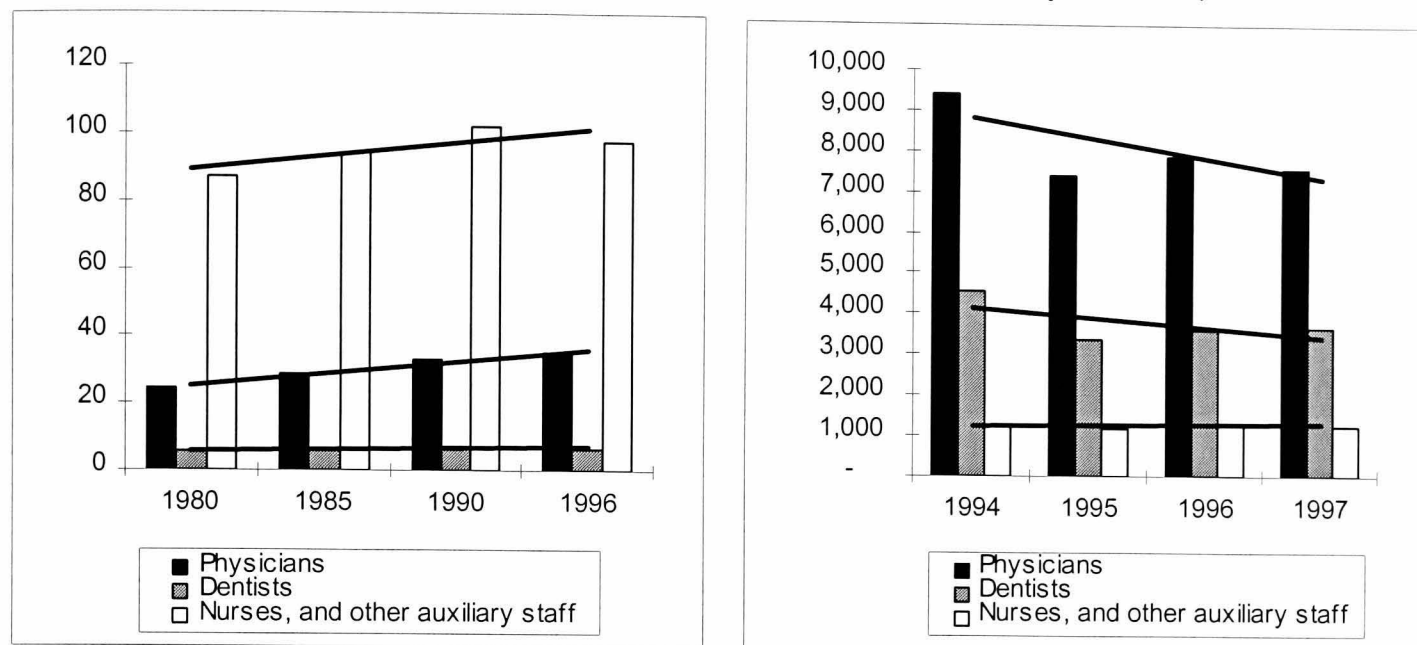 120
100
80
60
40
20
0
1980 1985 1990 1996
Physicians
Dentists
Nurses, and other auxiliary staff
10,000
9,000
8,000
7,000
6,000
5,000
4,000
3,000
2,000
1,000
-
1994 1995 1996 1997
Physicians
Dentists
Nurses, and other auxiliary staff